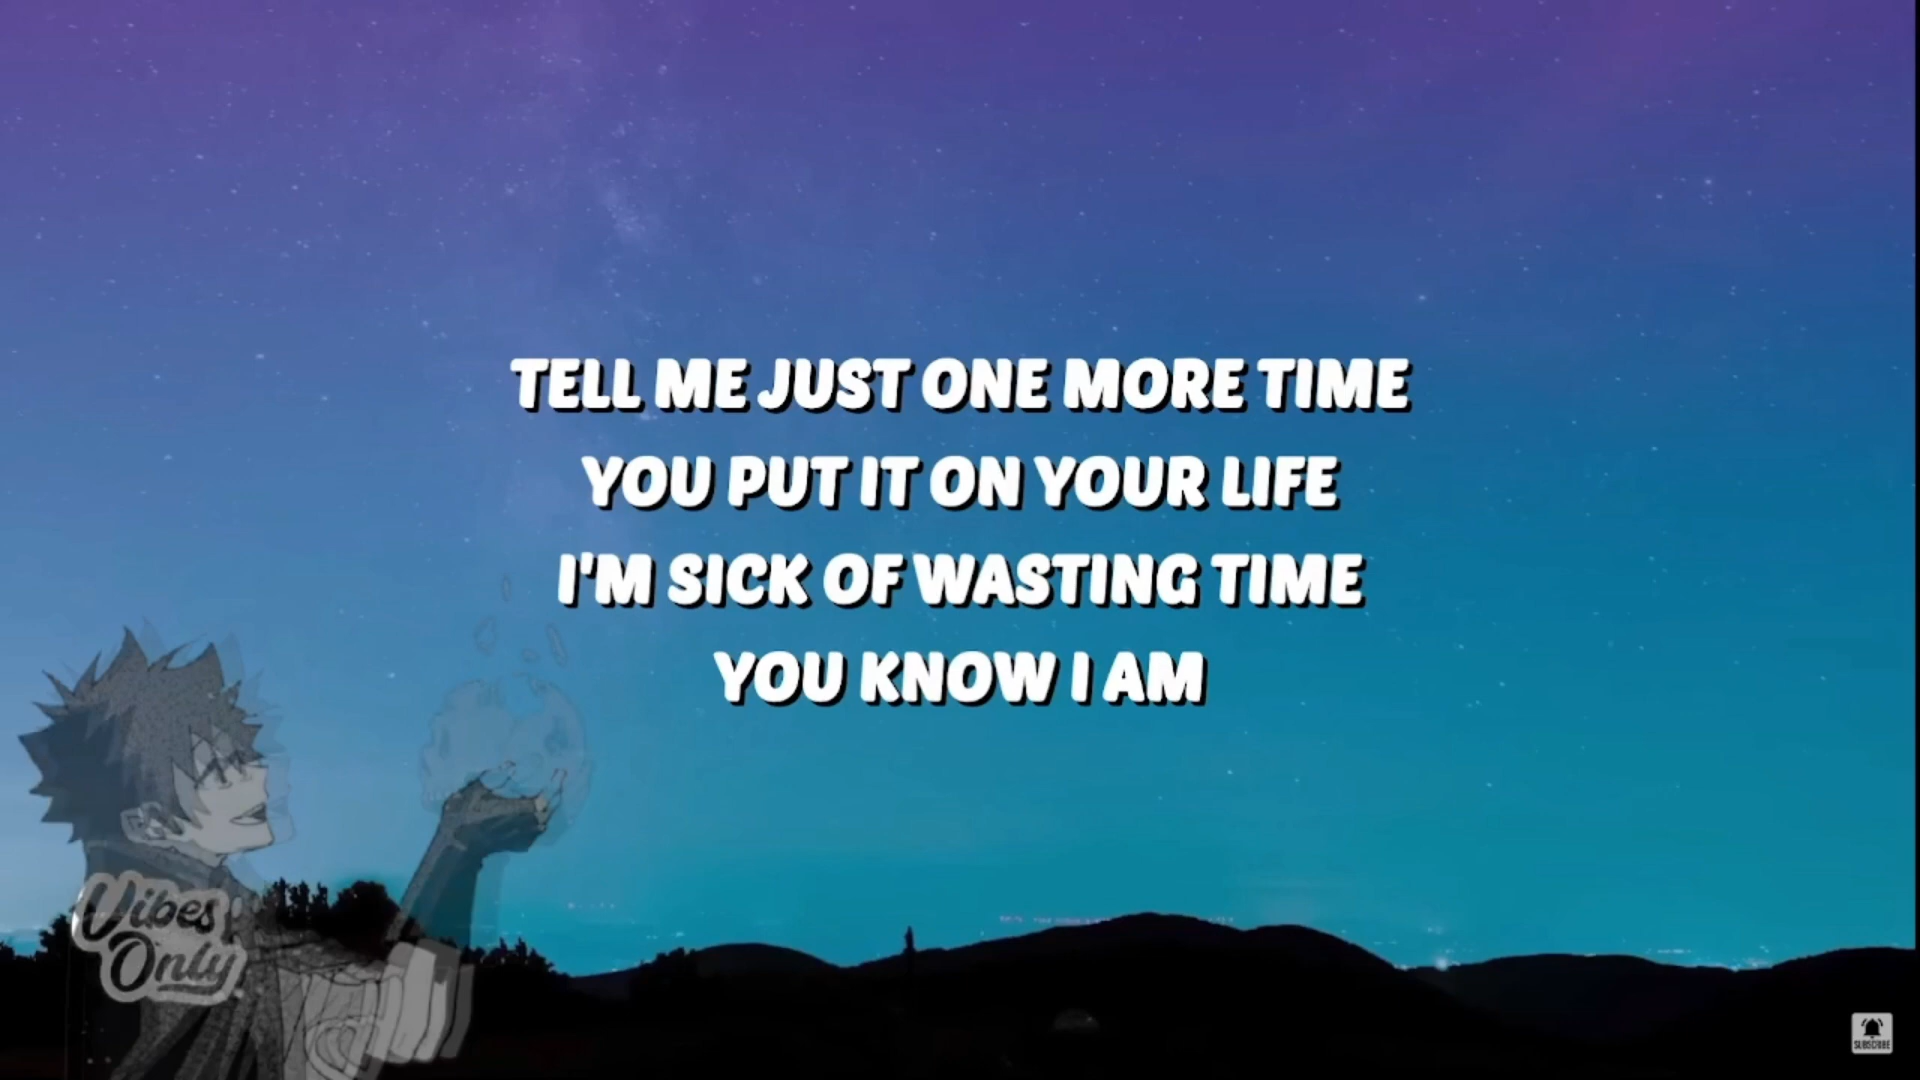 TELL ME JUST ONE MORE TIME
YOU PUT IT ON YOUR LIFE
I'M SICK OF WASTING TIME
YOU KNOW I AM
Vibes
Only
SUBSCRIBE